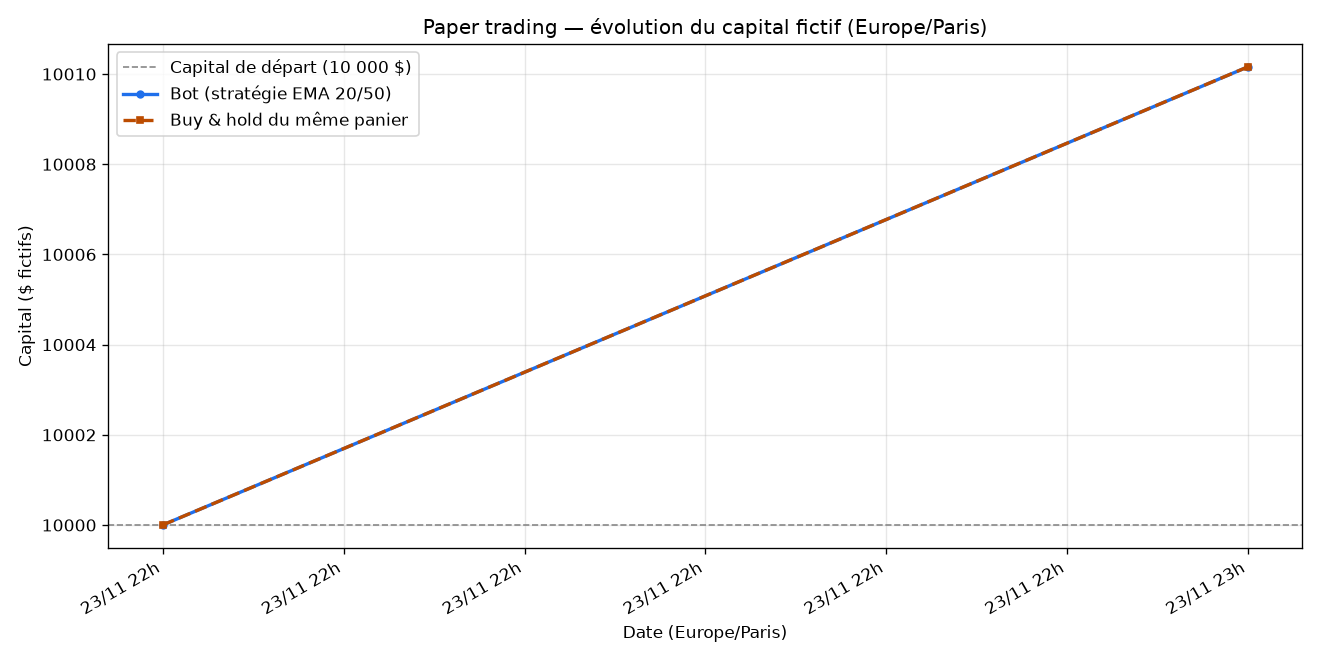 Paper trading — évolution du capital fictif (Europe/Paris)
Capital de départ (10 000 $)
Bot (stratégie EMA 20/50)
Buy & hold du même panier
Capital ($ fictifs)
10010
10008
10006
10004
10002
10000
23/11 22h
23/11 22h
23/11 22h
23/11 22h
23/11 22h
23/11 22h
23/11 23h
Date (Europe/Paris)